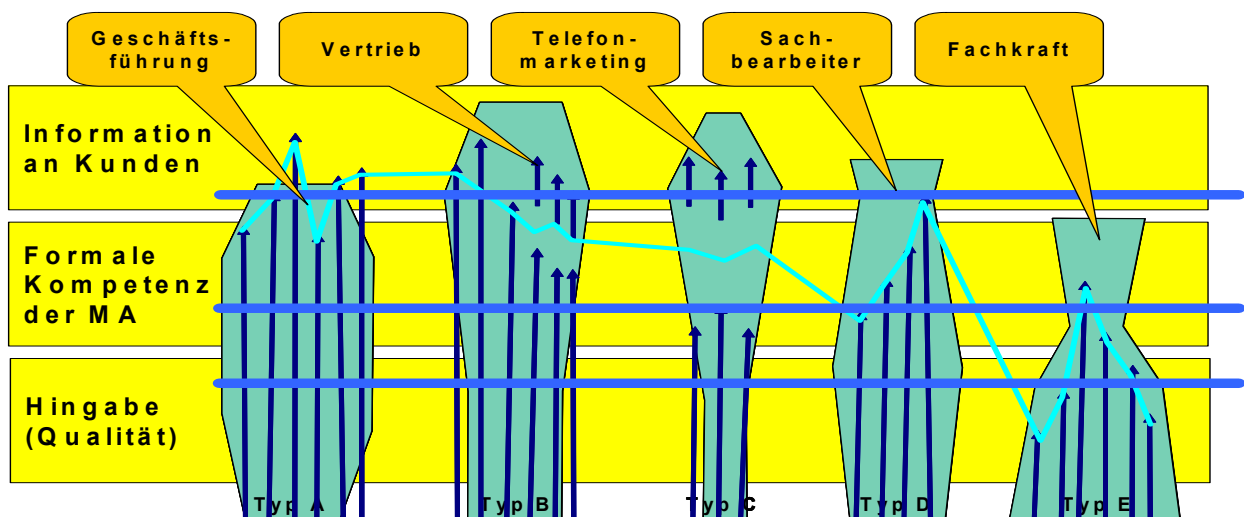 Geschäfts-
führung
Vertrieb
Telefon-
marketing
Sach-
bearbeiter
Fachkraft
Information
an Kunden
Formale
Kompetenz
der MA
Hingabe
(Qualität)
Typ A
Typ B
Typ C
Typ D
Typ E